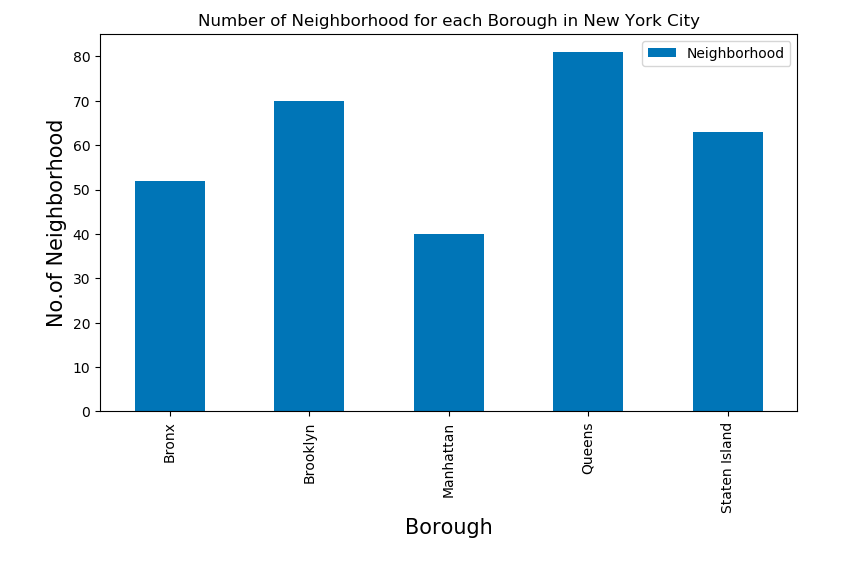 Number of Neighborhood for each Borough in New York City
Neighborhood
No.of Neighborhood
80
70
60
50
40
30
20
10
0
Bronx
Brooklyn
Manhattan
Queens
Staten Island
Borough